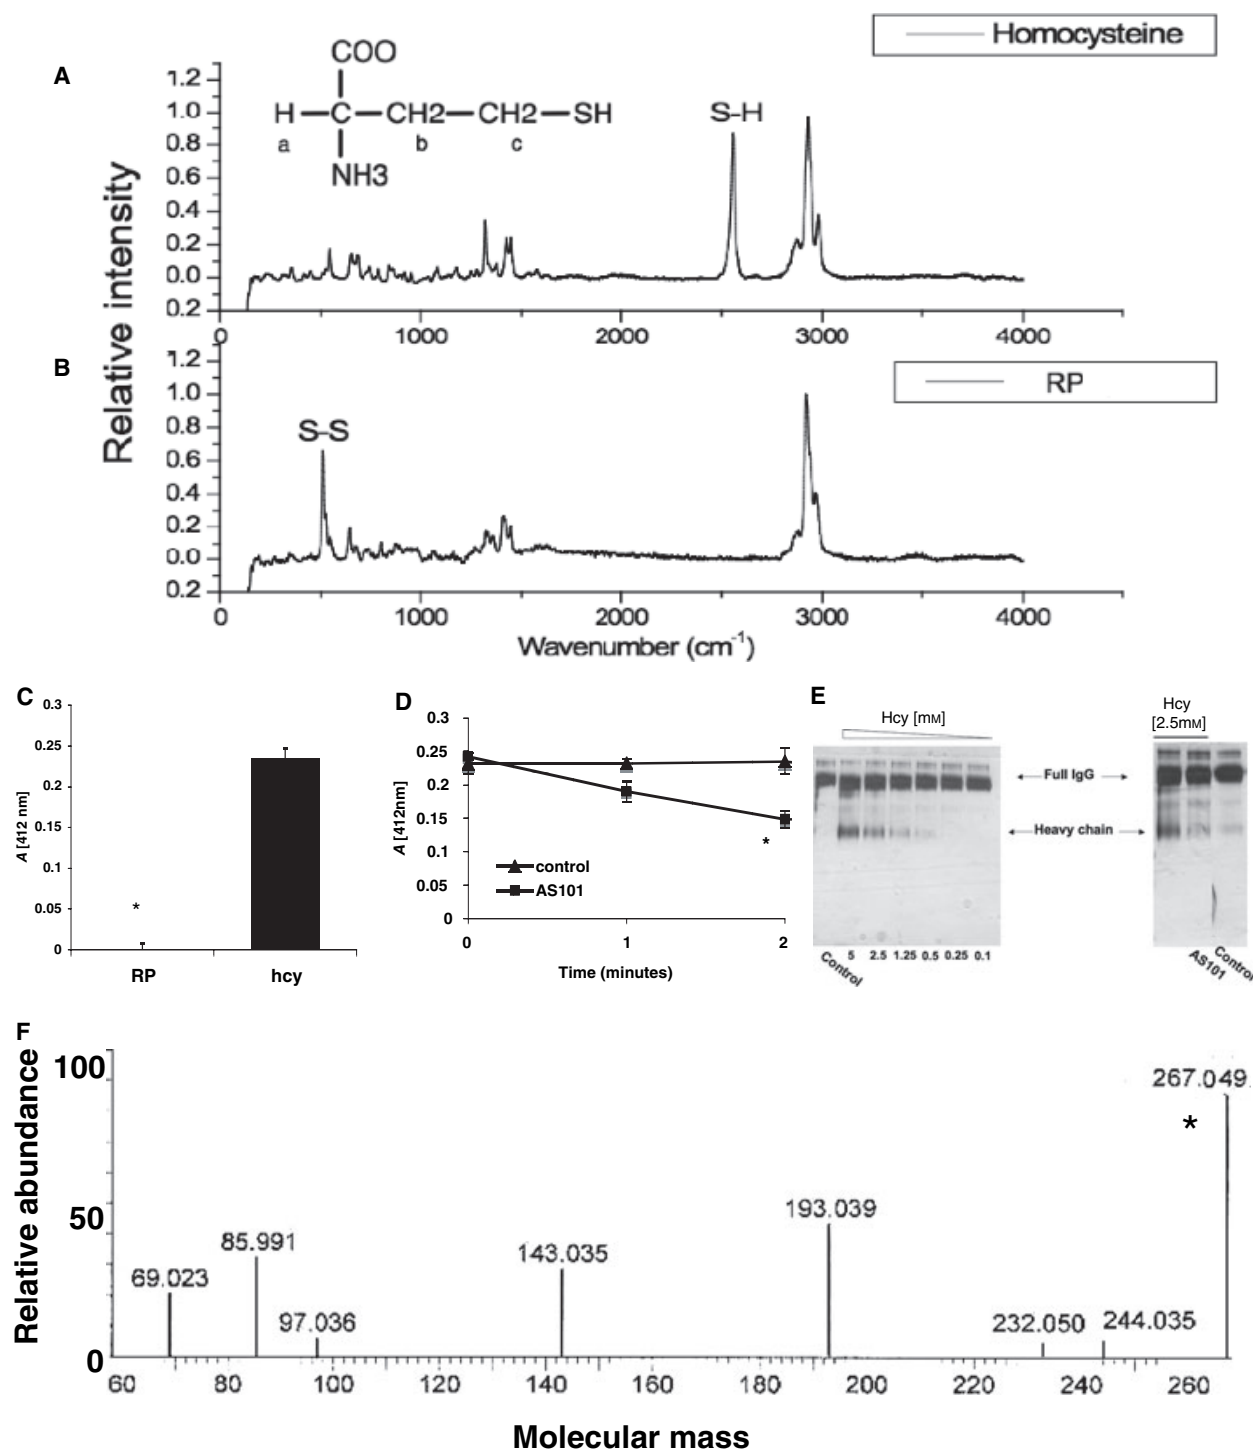 Homocysteine
A
COO
H—C—CH2—CH2—SH
a b c
NH3
S-H
1.2
1.0
0.8
0.6
0.4
0.2
0.0
0.2
0 1000 2000 3000 4000
Relative intensity
B
RP
S-S
1.2
1.0
0.8
0.6
0.4
0.2
0.0
0.2
0 1000 2000 3000 4000
Wavenumber (cm-1)
C
0.3
0.25
0.2
0.15
0.1
0.05
0
A [412 nm]
*
RP hcy
D
0.3
0.25
0.2
0.15
0.1
0.05
0
A [412nm]
*
control
AS101
0 1 2
Time (minutes)
E
Hcy [mM]
Full IgG
Heavy chain
Control 5 2.5 1.25 0.5 0.25 0.1
Hcy
[2.5mM]
AS101
Control
F
100
50
0
Relative abundance
69.023
85.991
97.036
143.035
193.039
232.050
244.035
267.049
*
60 80 100 120 140 160 180 200 220 240 260
Molecular mass